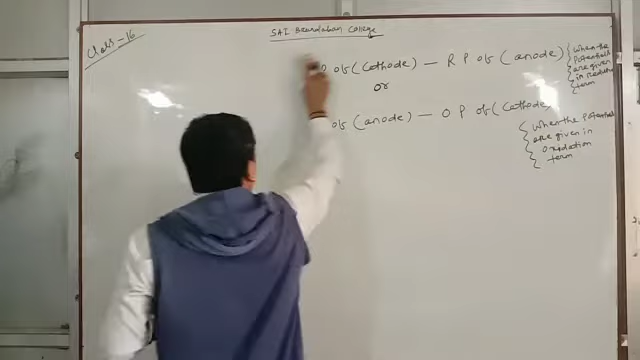 Class - 16
SAI Baurdaban College
P of (Cathode) — R P of (anode) { When the
Potentials
are given
in reduction
term
or
of (anode) — O P of (Cathode)
{ When the Potentials
are given in
oxidation
term